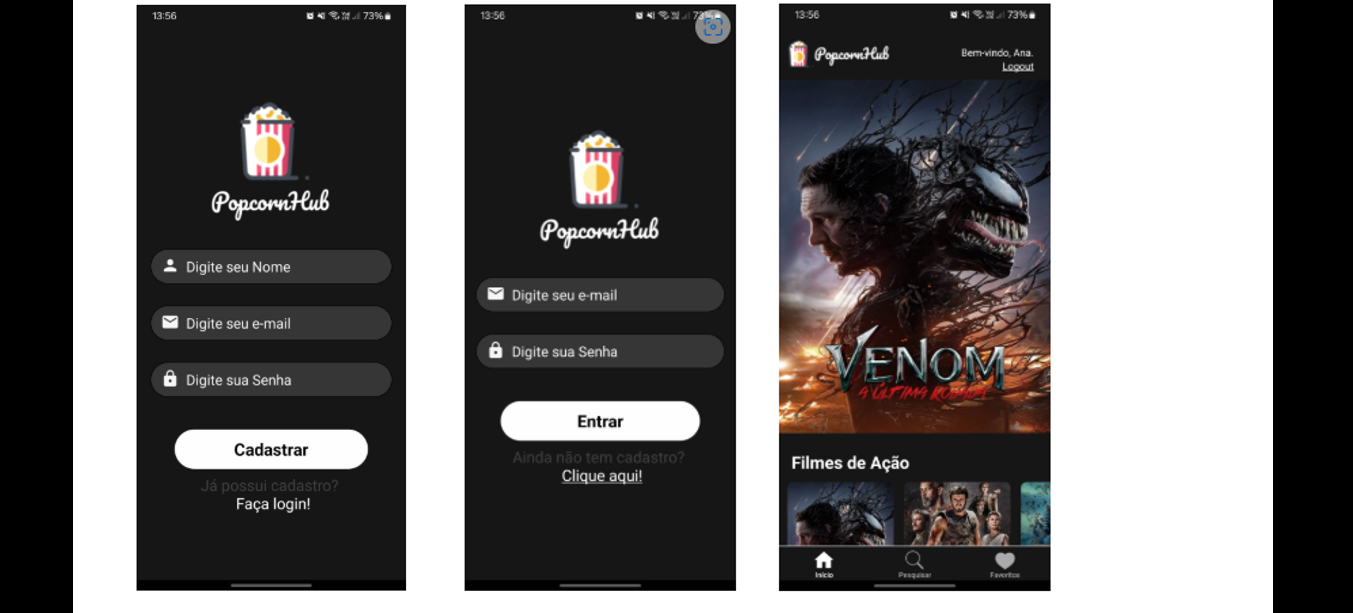 13:56
73%
PopcornHub
Digite seu Nome
Digite seu e-mail
Digite sua Senha
Cadastrar
Já possui cadastro?
Faça login!
13:56
73%
PopcornHub
Digite seu e-mail
Digite sua Senha
Entrar
Ainda não tem cadastro?
Clique aqui!
13:56
73%
PopcornHub
Bem-vindo, Ana.
Logout
VENOM
A ÚLTIMA RODADA
Filmes de Ação
Início
Pesquisar
Favoritos